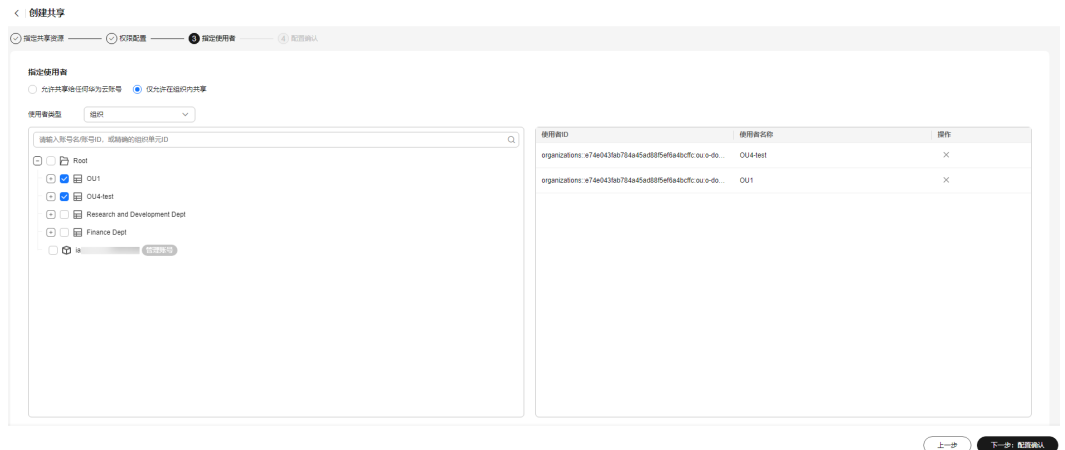 创建共享
指定共享资源 权限配置 3 指定使用者 4 配置确认
指定使用者
允许共享给任何华为云账号 仅允许在组织内共享
使用者类型 组织
请输入账号名/账号ID、或精确的组织单元ID
Root
OU1
OU4-test
Research and Development Dept
Finance Dept
ia 管理账号
使用者ID 使用者名称 操作
organizations::e74e043fab784a45ad88f5ef6a4bcffc:ou:o-do... OU4-test
organizations::e74e043fab784a45ad88f5ef6a4bcffc:ou:o-do... OU1
上一步 下一步：配置确认